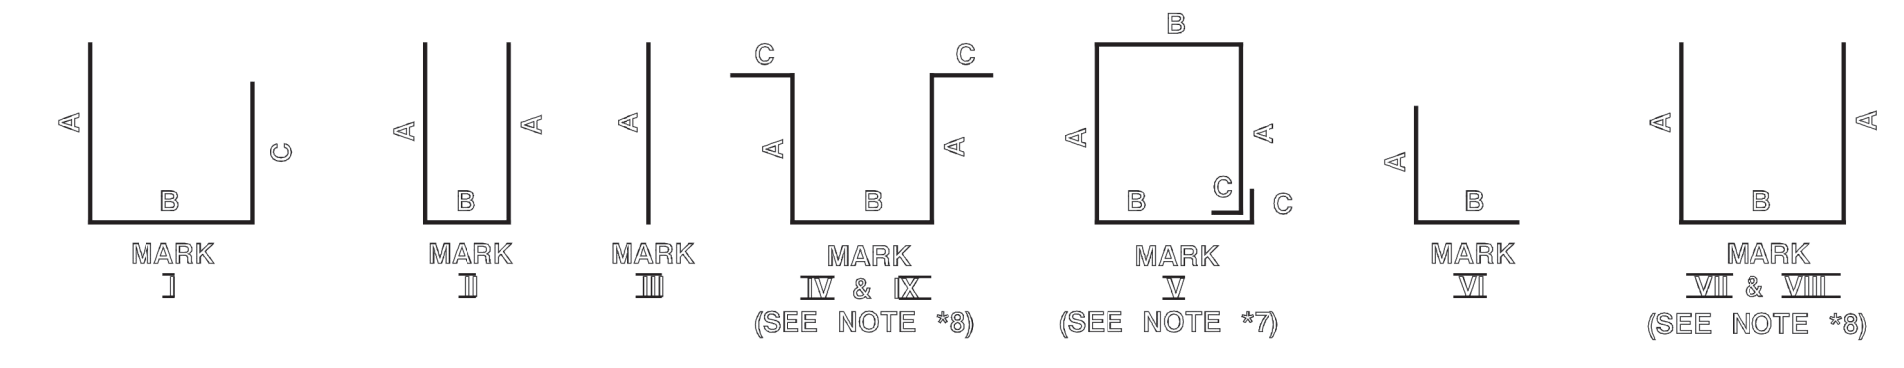 B
C C
A A A A A A A A A A A
C
C C
B B B B B B
MARK MARK MARK MARK MARK MARK MARK
I II III IV & IX V VI VII & VIII
(SEE NOTE *8) (SEE NOTE *7) (SEE NOTE *8)